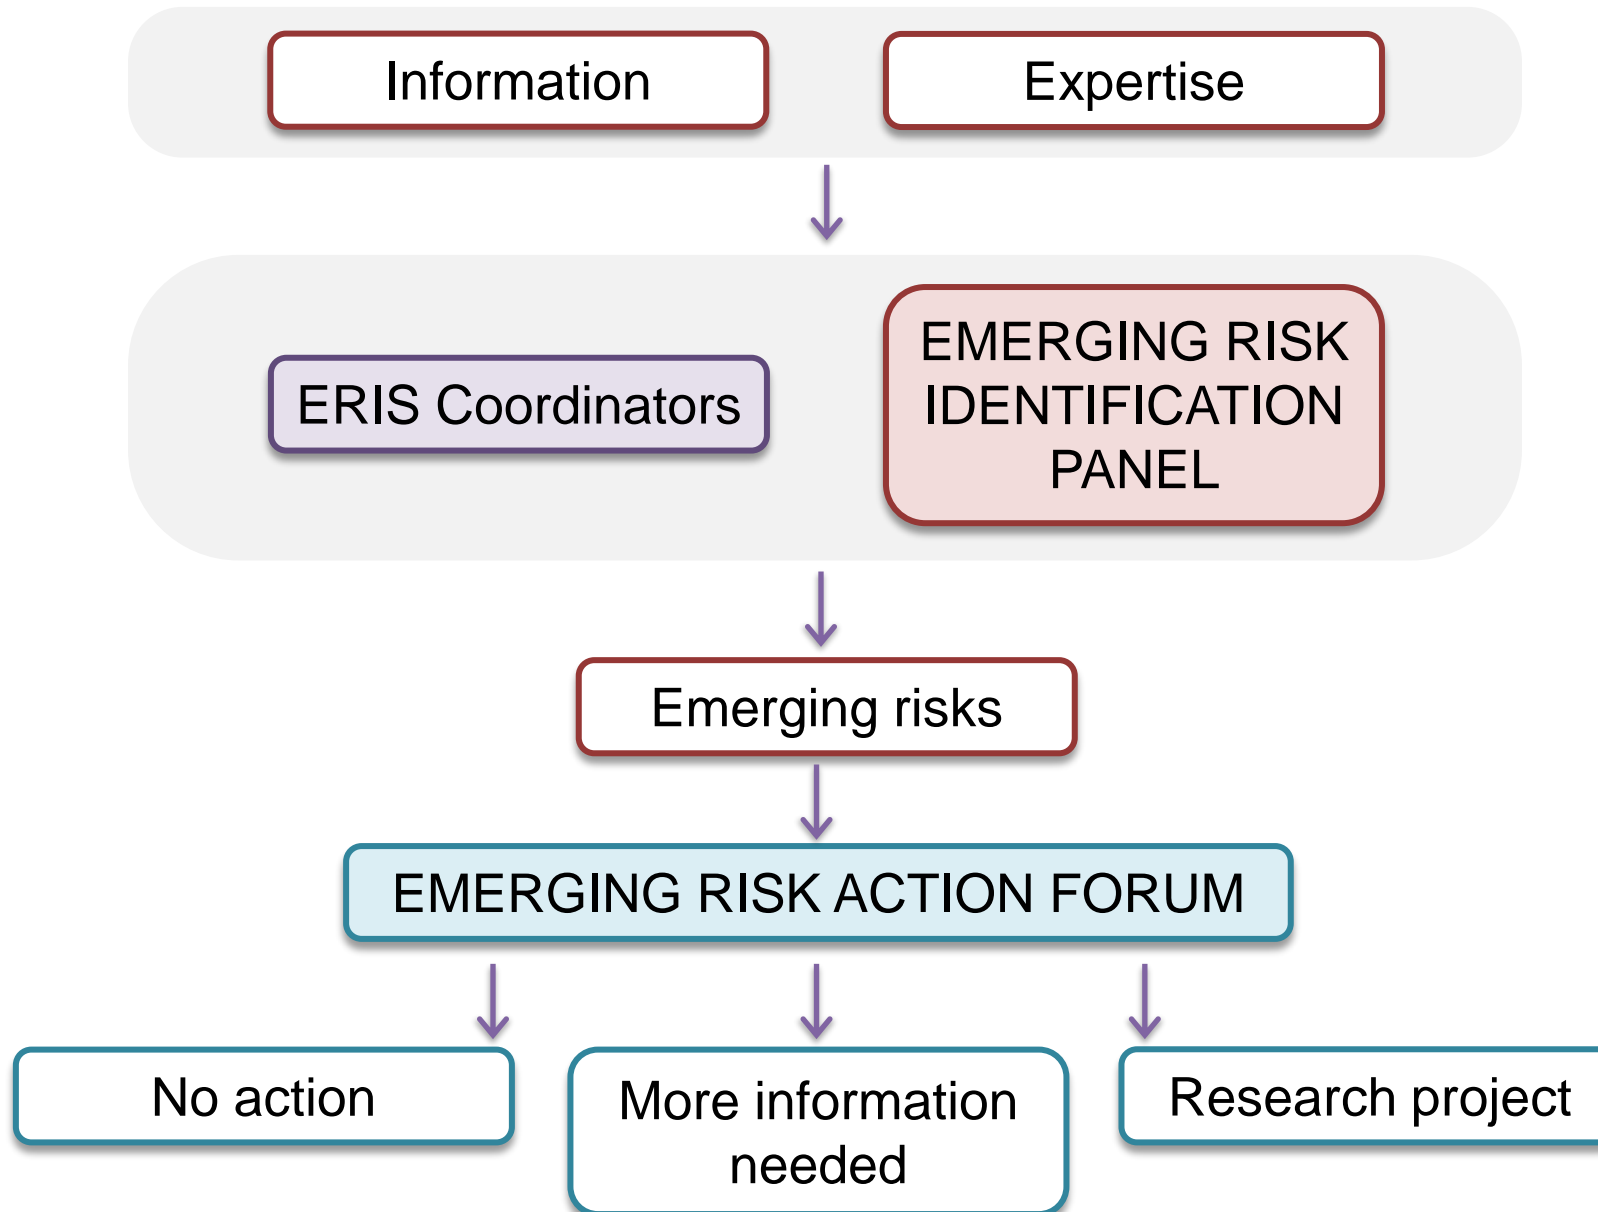 Information
Expertise
ERIS Coordinators
EMERGING RISK
IDENTIFICATION
PANEL
Emerging risks
EMERGING RISK ACTION FORUM
No action
More information
needed
Research project